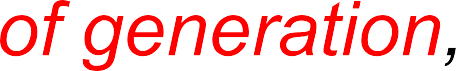 of generation,